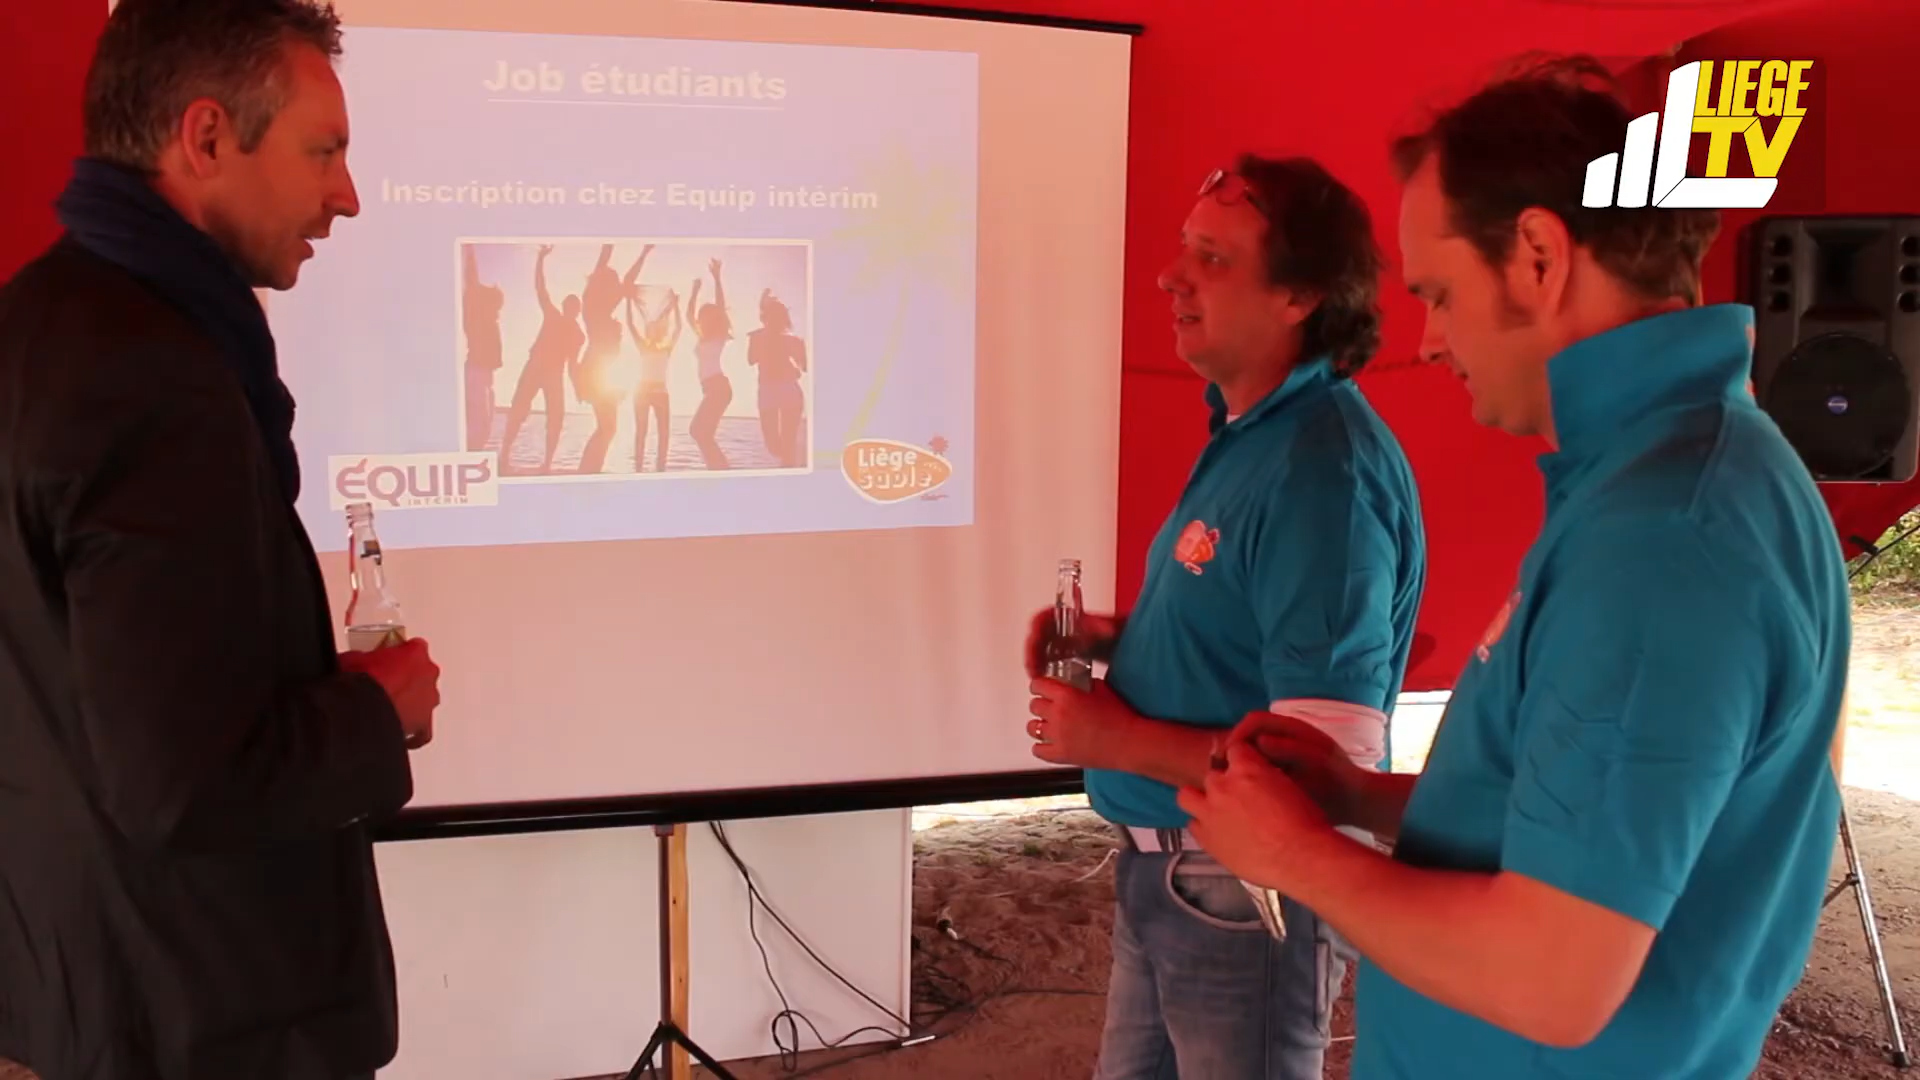 Job étudiants
Inscription chez Equip intérim
EQUIP
INTERIM
Liège
sable
LIEGE
TV